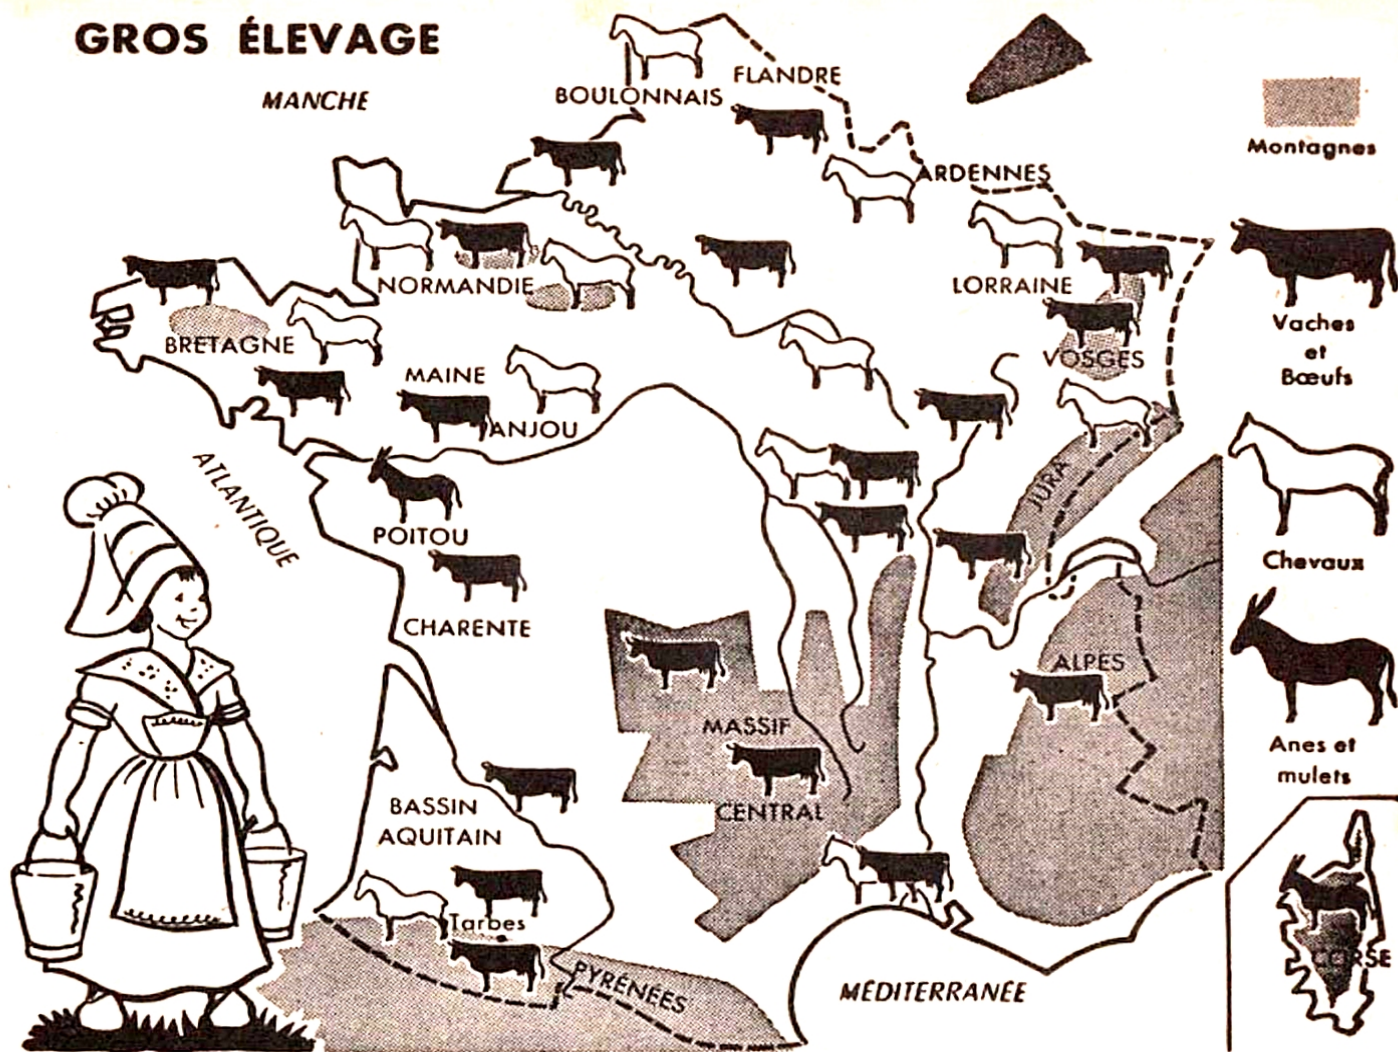 GROS ÉLEVAGE
MANCHE
FLANDRE
BOULONNAIS
Montagnes
ARDENNES
NORMANDIE
LORRAINE
Vaches
et
Bœufs
BRETAGNE
VOSGES
MAINE
ANJOU
ATLANTIQUE
JURA
POITOU
Chevaux
CHARENTE
ALPES
MASSIF
CENTRAL
Anes et
mulets
BASSIN
AQUITAIN
Tarbes
CORSE
PYRÉNÉES
MÉDITERRANÉE